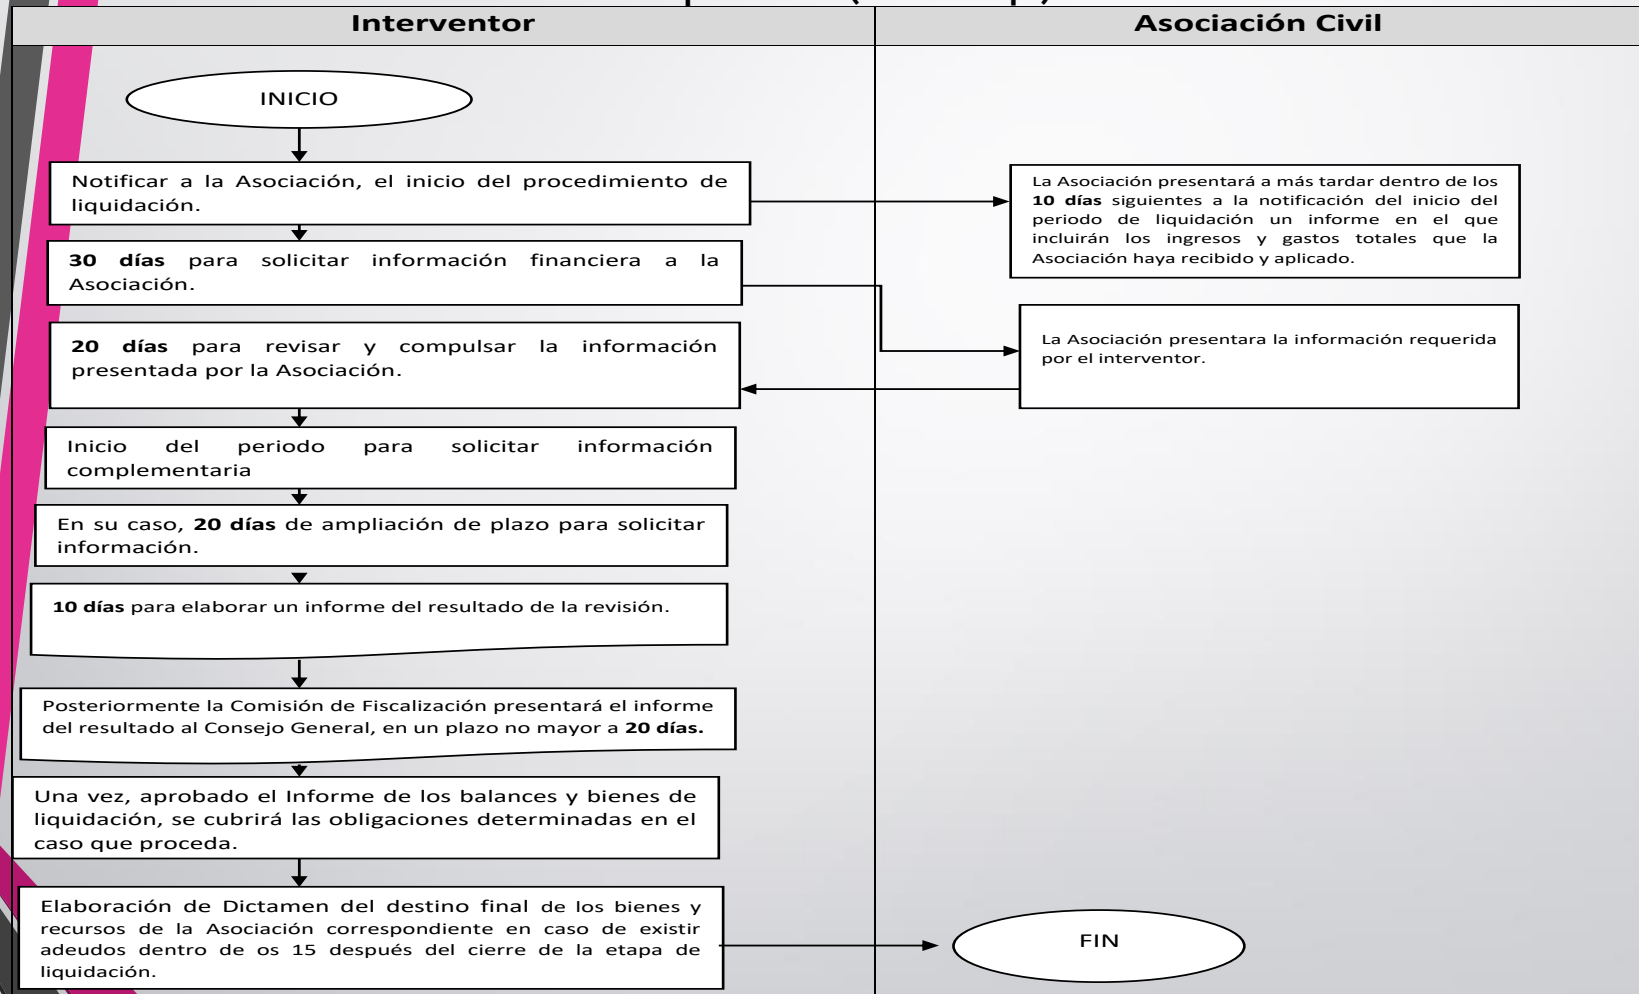 Interventor
Asociación Civil
INICIO
Notificar a la Asociación, el inicio del procedimiento de
liquidación.
La Asociación presentará a más tardar dentro de los
10 días siguientes a la notificación del inicio del
periodo de liquidación un informe en el que
incluirán los ingresos y gastos totales que la
Asociación haya recibido y aplicado.
30 días para solicitar información financiera a la
Asociación.
La Asociación presentara la información requerida
por el interventor.
20 días para revisar y compulsar la información
presentada por la Asociación.
Inicio del periodo para solicitar información
complementaria
En su caso, 20 días de ampliación de plazo para solicitar
información.
10 días para elaborar un informe del resultado de la revisión.
Posteriormente la Comisión de Fiscalización presentará el informe
del resultado al Consejo General, en un plazo no mayor a 20 días.
Una vez, aprobado el Informe de los balances y bienes de
liquidación, se cubrirá las obligaciones determinadas en el
caso que proceda.
Elaboración de Dictamen del destino final de los bienes y
recursos de la Asociación correspondiente en caso de existir
adeudos dentro de os 15 después del cierre de la etapa de
liquidación.
FIN